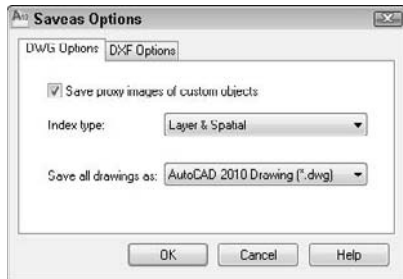 Saveas Options
DWG Options DXF Options
Save proxy images of custom objects
Index type: Layer & Spatial
Save all drawings as: AutoCAD 2010 Drawing (*.dwg)
OK Cancel Help